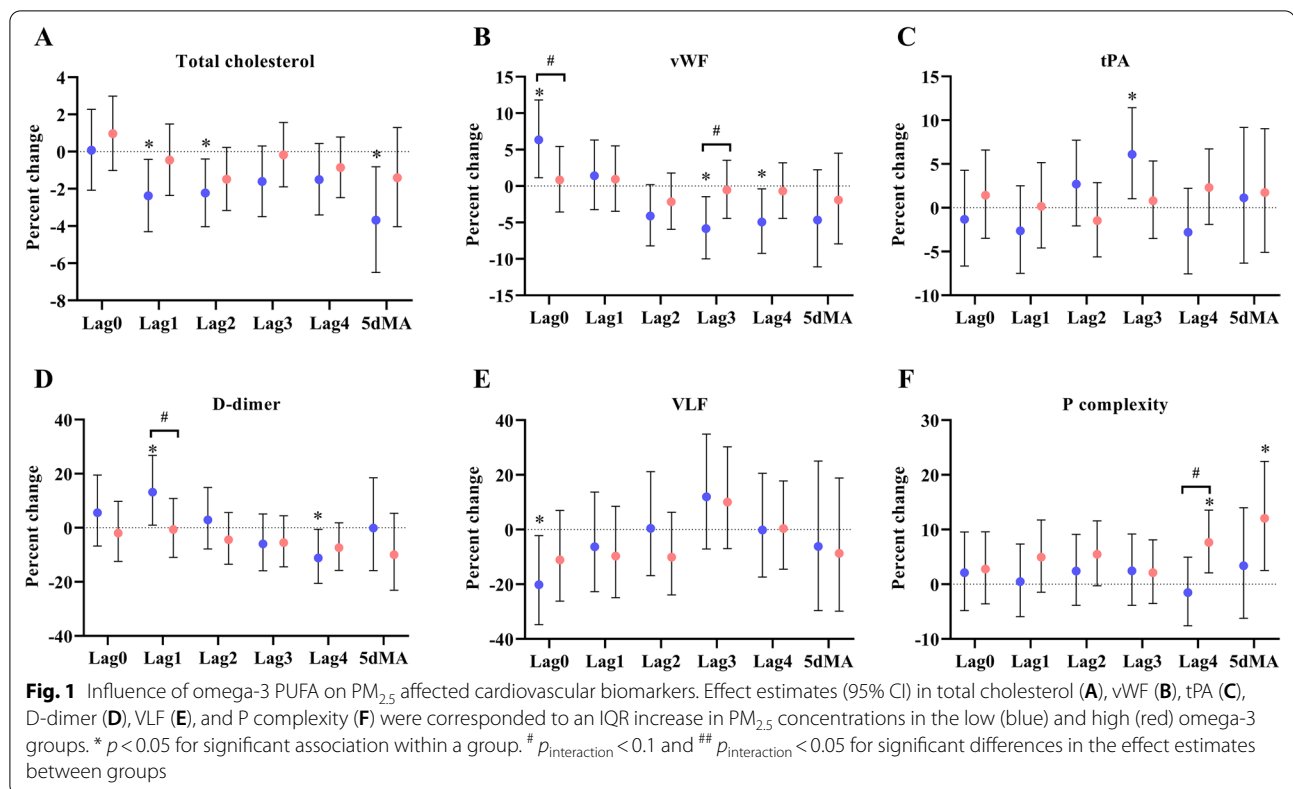 A
Total cholesterol
Percent change
4
2
0
-2
-4
-6
-8
* * *
Lag0 Lag1 Lag2 Lag3 Lag4 5dMA
B
vWF
Percent change
15
10
5
0
-5
-10
-15
# #
* * *
Lag0 Lag1 Lag2 Lag3 Lag4 5dMA
C
tPA
Percent change
15
10
5
0
-5
-10
*
Lag0 Lag1 Lag2 Lag3 Lag4 5dMA
D
D-dimer
Percent change
40
20
0
-20
-40
#
* *
Lag0 Lag1 Lag2 Lag3 Lag4 5dMA
E
VLF
Percent change
40
20
0
-20
-40
*
Lag0 Lag1 Lag2 Lag3 Lag4 5dMA
F
P complexity
Percent change
30
20
10
0
-10
#
* *
Lag0 Lag1 Lag2 Lag3 Lag4 5dMA
Fig. 1 Influence of omega-3 PUFA on PM2.5 affected cardiovascular biomarkers. Effect estimates (95% CI) in total cholesterol (A), vWF (B), tPA (C),
D-dimer (D), VLF (E), and P complexity (F) were corresponded to an IQR increase in PM2.5 concentrations in the low (blue) and high (red) omega-3
groups. * p < 0.05 for significant association within a group. # pinteraction < 0.1 and ## pinteraction < 0.05 for significant differences in the effect estimates
between groups